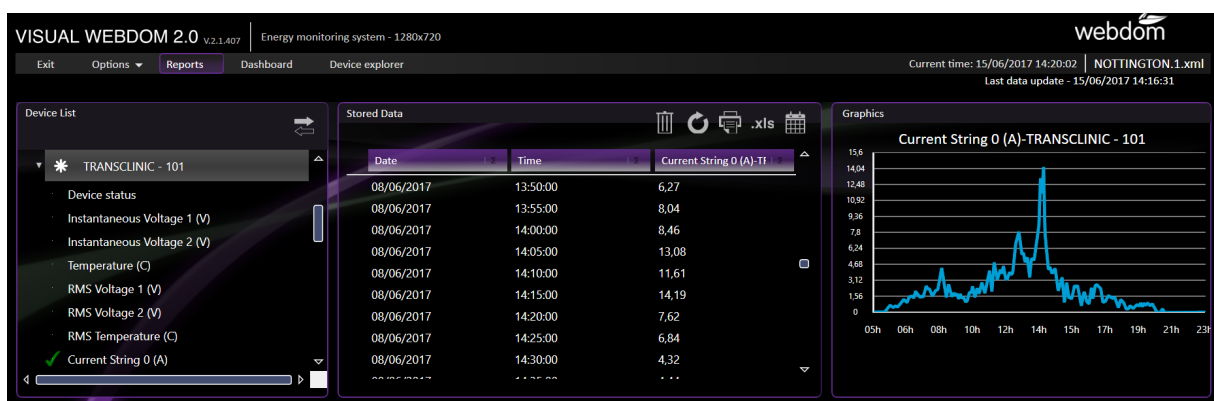 VISUAL WEBDOM 2.0 V.2.1.407 Energy monitoring system - 1280x720
webdom
Exit Options Reports Dashboard Device explorer
Current time: 15/06/2017 14:20:02 NOTTINGTON.1.xml
Last data update - 15/06/2017 14:16:31
Device List
TRANSCLINIC - 101
Device status
Instantaneous Voltage 1 (V)
Instantaneous Voltage 2 (V)
Temperature (C)
RMS Voltage 1 (V)
RMS Voltage 2 (V)
RMS Temperature (C)
Current String 0 (A)
Stored Data
.xls
Date Time Current String 0 (A)-TF
08/06/2017 13:50:00 6,27
08/06/2017 13:55:00 8,04
08/06/2017 14:00:00 8,46
08/06/2017 14:05:00 13,08
08/06/2017 14:10:00 11,61
08/06/2017 14:15:00 14,19
08/06/2017 14:20:00 7,62
08/06/2017 14:25:00 6,84
08/06/2017 14:30:00 4,32
Graphics
Current String 0 (A)-TRANSCLINIC - 101
15,6
14,04
12,48
10,92
9,36
7,8
6,24
4,68
3,12
1,56
0
05h 06h 08h 10h 12h 14h 15h 17h 19h 21h 23h